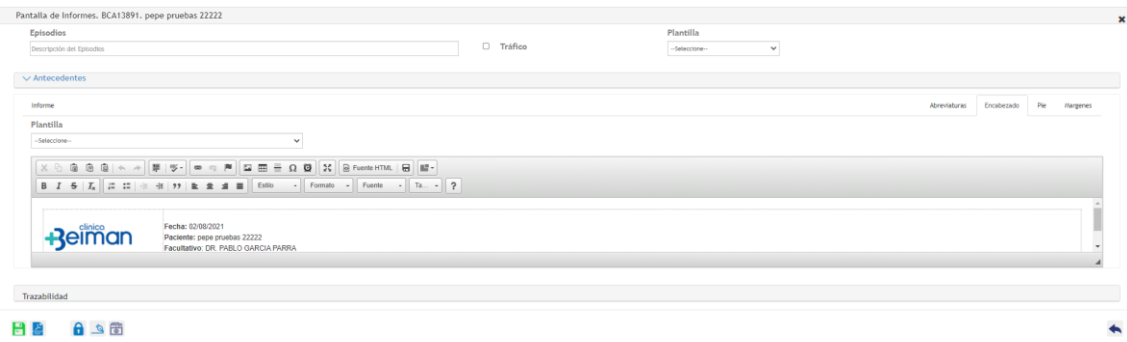 Pantalla de Informes. BCA13891. pepe pruebas 22222
Episodios
Plantilla
Descripción del Episodios
Tráfico
--Seleccione--
Antecedentes
Informe
Abreviaturas
Encabezado
Pie
Margenes
Plantilla
--Seleccione--
Fuente HTML
B I S Ix
Estilo
Formato
Fuente
Ta...
?
clínico
Beiman
Fecha: 02/08/2021
Paciente: pepe pruebas 22222
Facultativo: DR. PABLO GARCIA PARRA
Trazabilidad